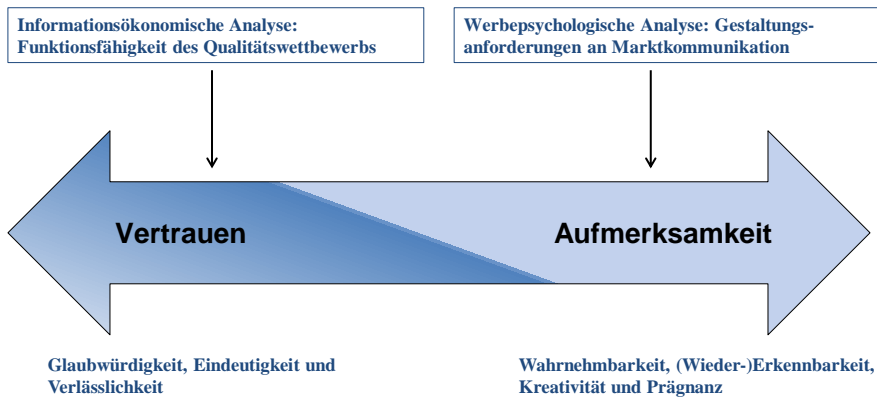 Informationsökonomische Analyse:
Funktionsfähigkeit des Qualitätswettbewerbs
Werbepsychologische Analyse: Gestaltungs-
anforderungen an Marktkommunikation
Vertrauen
Aufmerksamkeit
Glaubwürdigkeit, Eindeutigkeit und
Verlässlichkeit
Wahrnehmbarkeit, (Wieder-)Erkennbarkeit,
Kreativität und Prägnanz